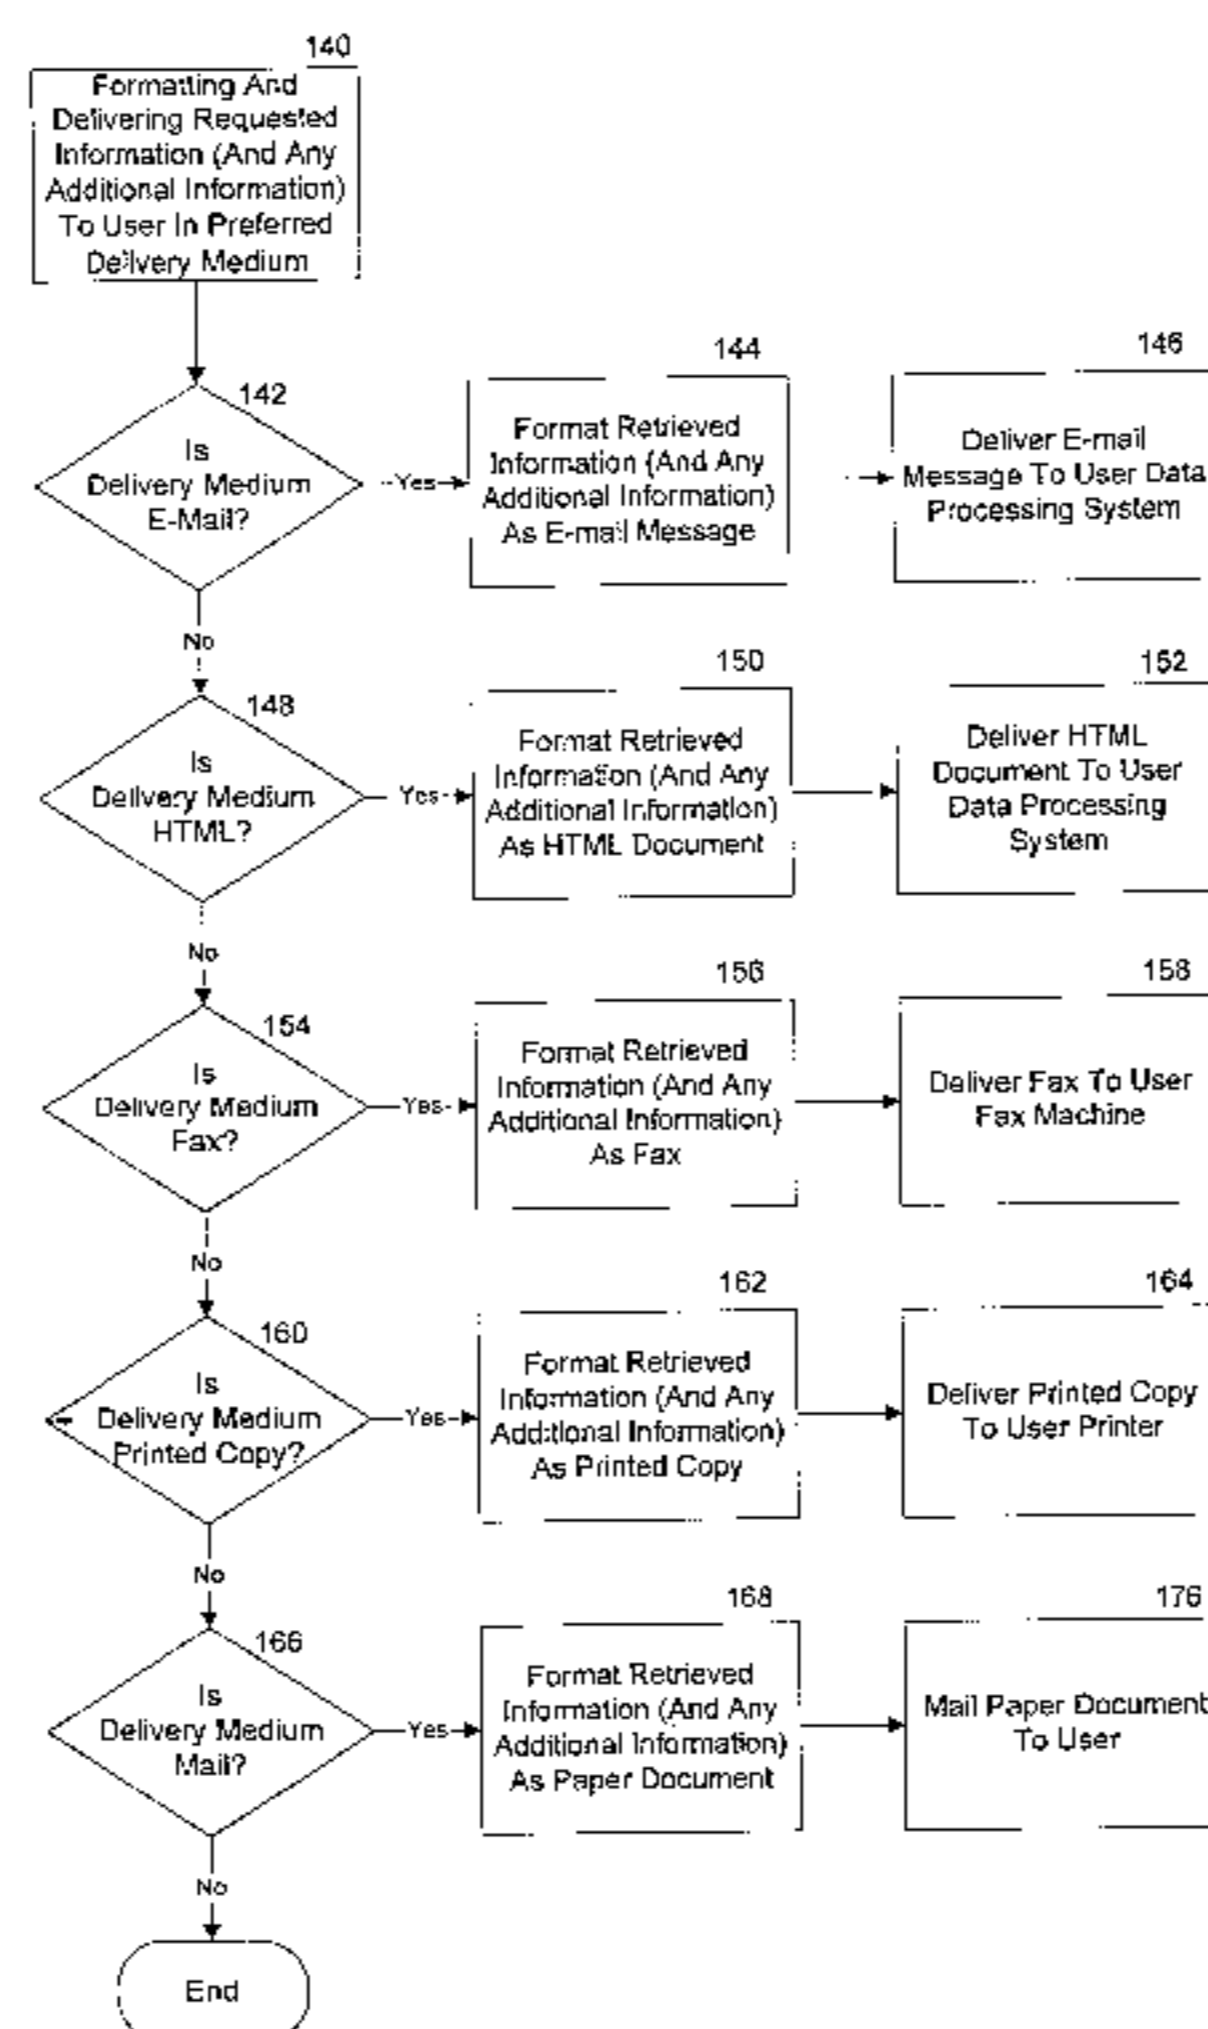 140
Formatting And
Delivering Requested
Information (And Any
Additional Information)
To User In Preferred
Delivery Medium
142
Is
Delivery Medium
E-Mail?
Yes
144
Format Retrieved
Information (And Any
Additional Information)
As E-mail Message
146
Deliver E-mail
Message To User Data
Processing System
No
148
Is
Delivery Medium
HTML?
Yes
150
Format Retrieved
Information (And Any
Additional Information)
As HTML Document
152
Deliver HTML
Document To User
Data Processing
System
No
154
Is
Delivery Medium
Fax?
Yes
156
Format Retrieved
Information (And Any
Additional Information)
As Fax
158
Deliver Fax To User
Fax Machine
No
160
Is
Delivery Medium
Printed Copy?
Yes
162
Format Retrieved
Information (And Any
Additional Information)
As Printed Copy
164
Deliver Printed Copy
To User Printer
No
166
Is
Delivery Medium
Mail?
Yes
168
Format Retrieved
Information (And Any
Additional Information)
As Paper Document
176
Mail Paper Document
To User
No
End